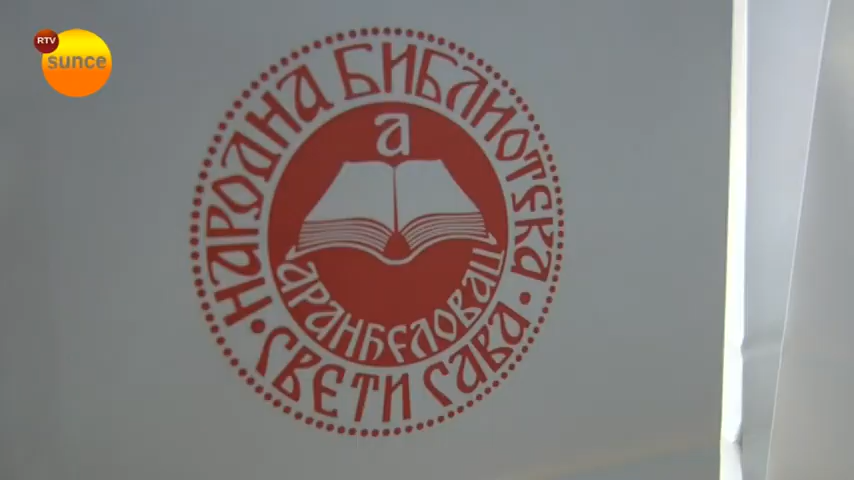 RTV
sunce
НАРОДНА БИБЛИОТЕКА
а
АРАНЂЕЛОВАЦ
СВЕТИ САВА